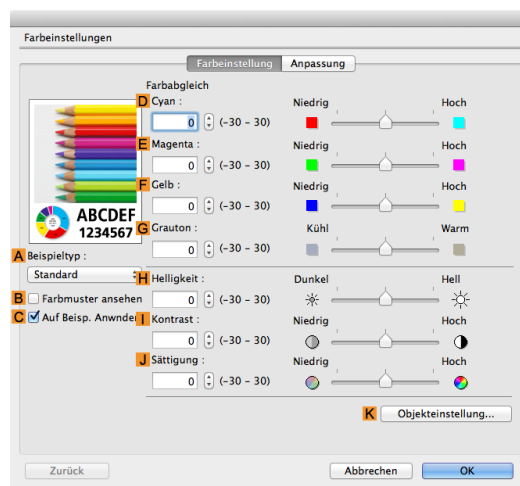 Farbeinstellungen
Farbeinstellung Anpassung
Farbabgleich
D Cyan : Niedrig Hoch
0 (-30 - 30)
E Magenta : Niedrig Hoch
0 (-30 - 30)
F Gelb : Niedrig Hoch
0 (-30 - 30)
ABCDEF
1234567
G Grauton : Kühl Warm
0 (-30 - 30)
A Beispieltyp :
Standard
H Helligkeit : Dunkel Hell
B Farbmuster ansehen
0 (-30 - 30)
C Auf Beisp. Anwnden
I Kontrast : Niedrig Hoch
0 (-30 - 30)
J Sättigung : Niedrig Hoch
0 (-30 - 30)
K Objekteinstellung...
Zurück Abbrechen OK